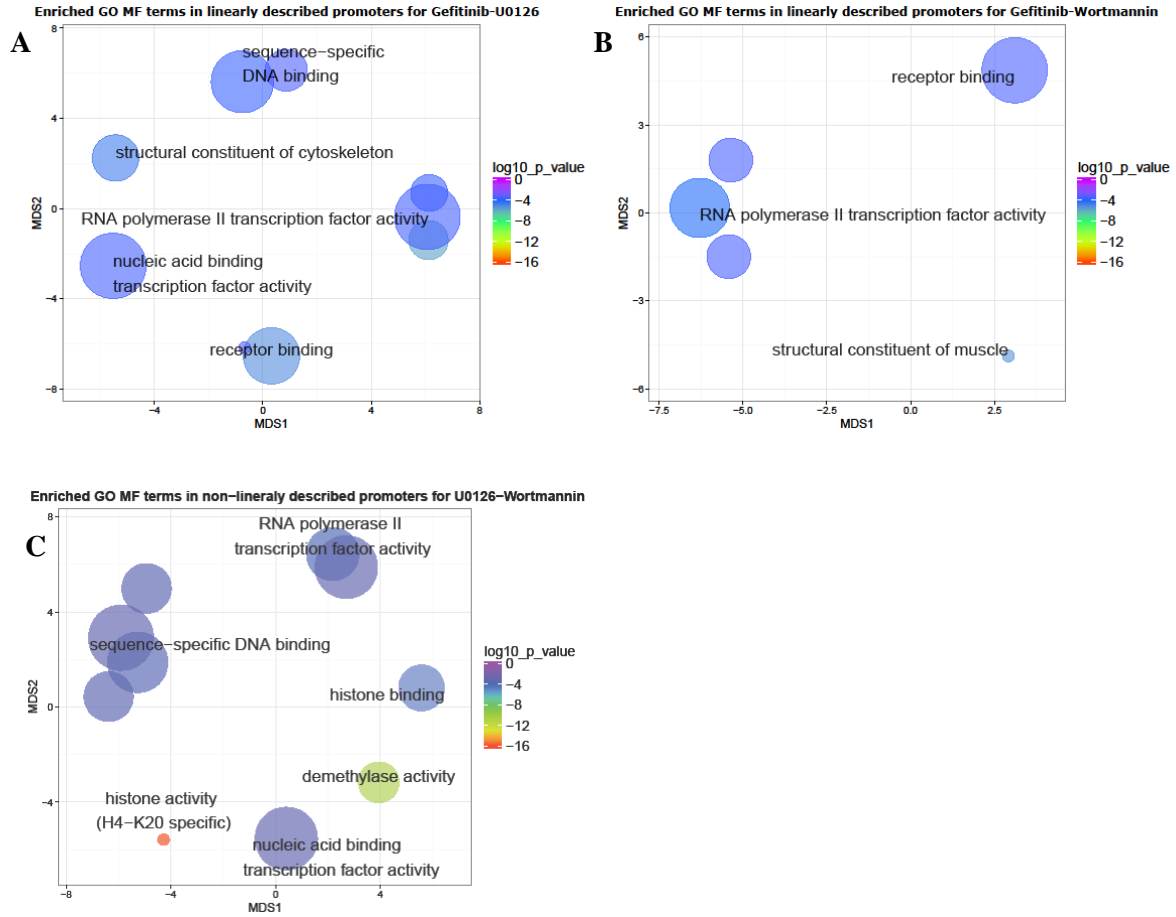 Enriched GO MF terms in linearly described promoters for Gefitinib-U0126
A
8
4
0
−4
−8
MDS2
sequence−specific
DNA binding
structural constituent of cytoskeleton
RNA polymerase II transcription factor activity
nucleic acid binding
transcription factor activity
receptor binding
−4
0
4
8
MDS1
log10_p_value
0
−4
−8
−12
−16
Enriched GO MF terms in linearly described promoters for Gefitinib-Wortmannin
B
6
3
0
−3
−6
MDS2
receptor binding
RNA polymerase II transcription factor activity
structural constituent of muscle
−7.5
−5.0
−2.5
0.0
2.5
MDS1
log10_p_value
0
−4
−8
−12
−16
Enriched GO MF terms in non−lineraly described promoters for U0126−Wortmannin
C
8
4
0
−4
MDS2
RNA polymerase II
transcription factor activity
sequence−specific DNA binding
histone binding
demethylase activity
histone activity
(H4−K20 specific)
nucleic acid binding
transcription factor activity
−8
−4
0
4
MDS1
log10_p_value
0
−4
−8
−12
−16